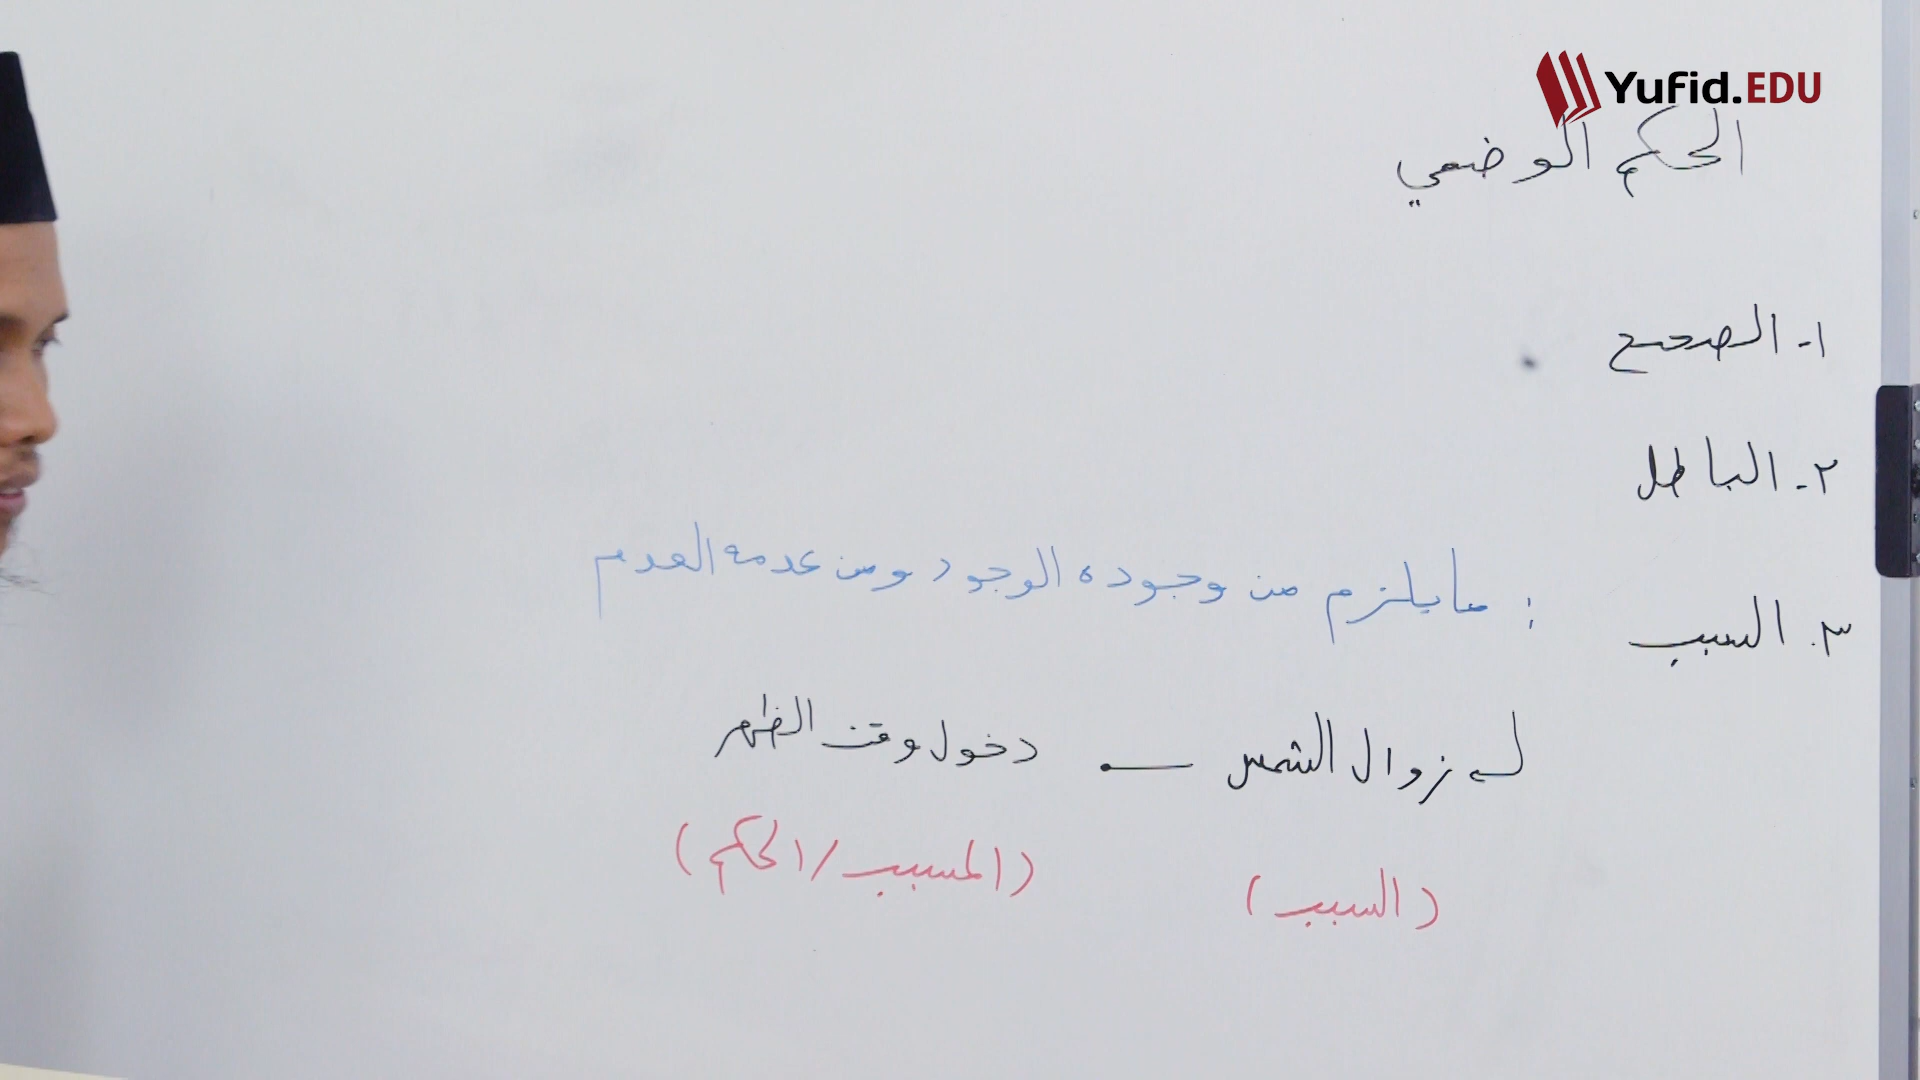 Yufid.EDU
الحكم الوضعي
١- الصحيح
٢- الباطل
٣. السبب : ما يلزم من وجوده الوجود ومن عدمه العدم
زوال الشمس — دخول وقت الظهر
(السبب) (المسبب/الحكم)